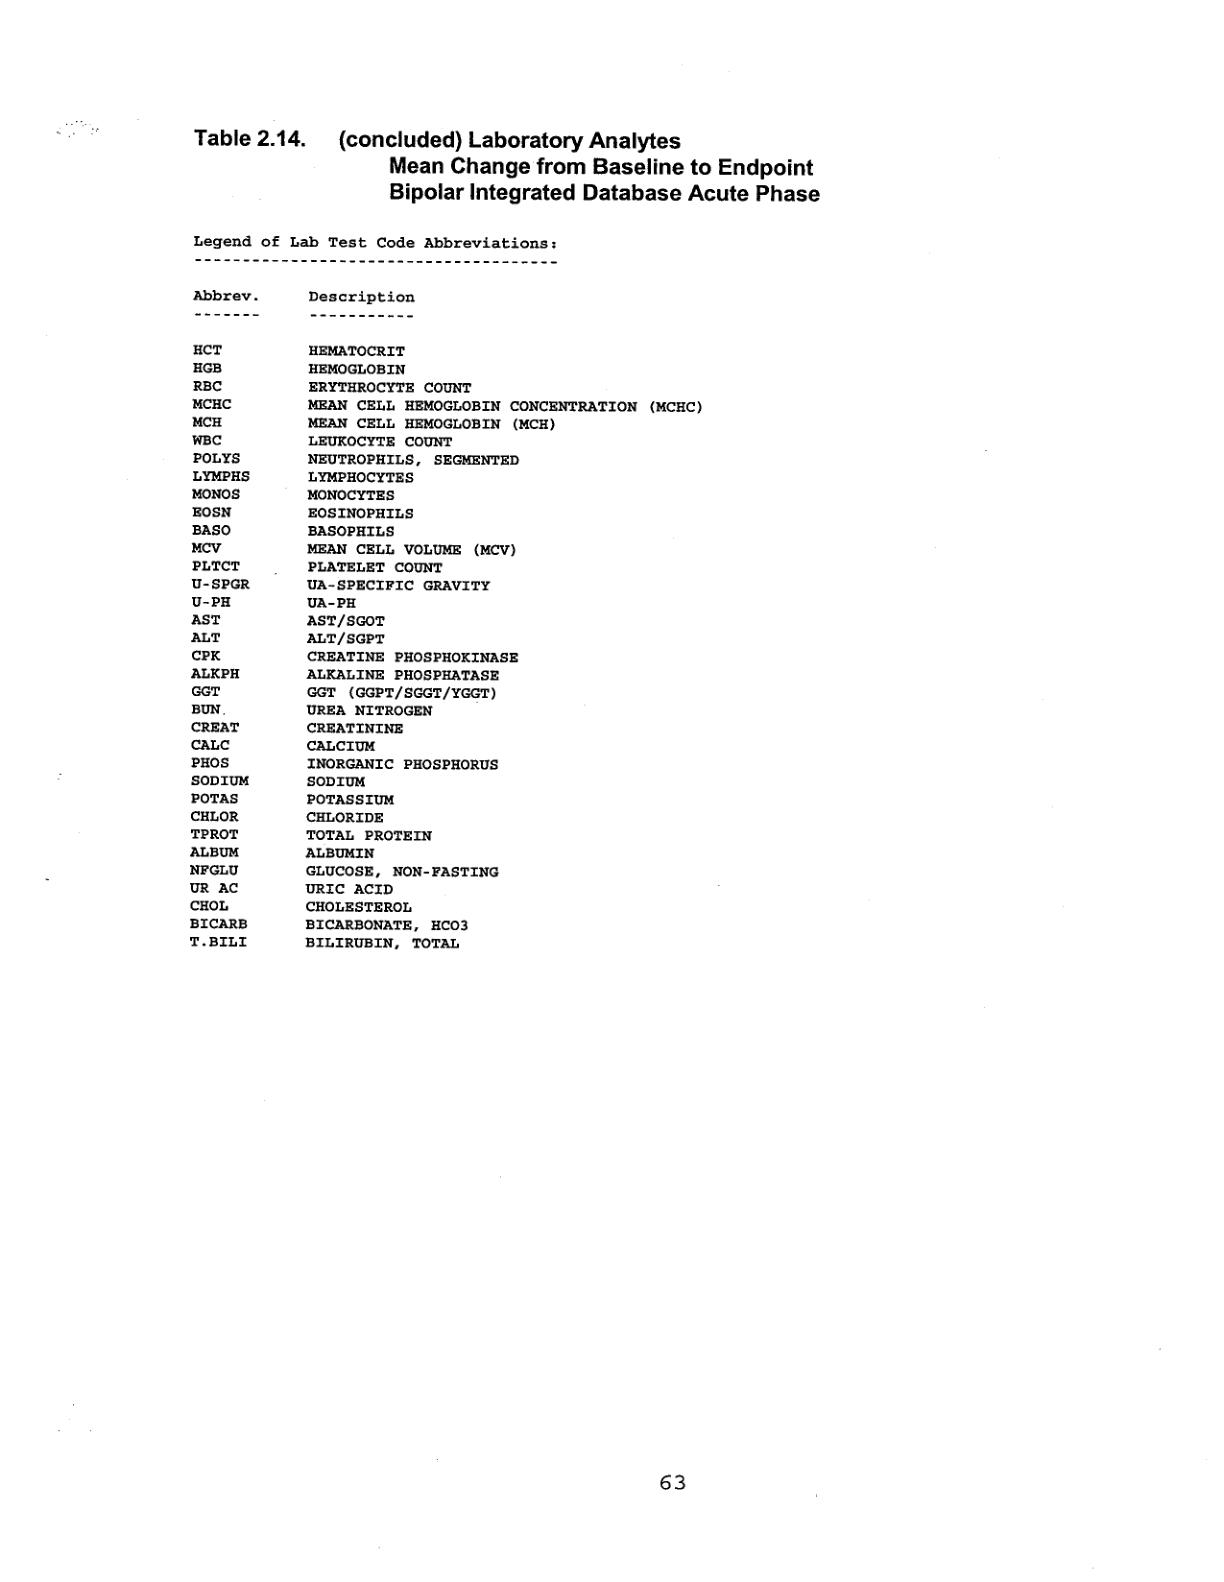 Table 2.14. (concluded) Laboratory Analytes
Mean Change from Baseline to Endpoint
Bipolar Integrated Database Acute Phase
Legend of Lab Test Code Abbreviations:
--------------------------------------
Abbrev. Description
------- -----------
HCT HEMATOCRIT
HGB HEMOGLOBIN
RBC ERYTHROCYTE COUNT
MCHC MEAN CELL HEMOGLOBIN CONCENTRATION (MCHC)
MCH MEAN CELL HEMOGLOBIN (MCH)
WBC LEUKOCYTE COUNT
POLYS NEUTROPHILS, SEGMENTED
LYMPHS LYMPHOCYTES
MONOS MONOCYTES
EOSN EOSINOPHILS
BASO BASOPHILS
MCV MEAN CELL VOLUME (MCV)
PLTCT PLATELET COUNT
U-SPGR UA-SPECIFIC GRAVITY
U-PH UA-PH
AST AST/SGOT
ALT ALT/SGPT
CPK CREATINE PHOSPHOKINASE
ALKPH ALKALINE PHOSPHATASE
GGT GGT (GGPT/SGGT/YGGT)
BUN UREA NITROGEN
CREAT CREATININE
CALC CALCIUM
PHOS INORGANIC PHOSPHORUS
SODIUM SODIUM
POTAS POTASSIUM
CHLOR CHLORIDE
TPROT TOTAL PROTEIN
ALBUM ALBUMIN
NFGLU GLUCOSE, NON-FASTING
UR AC URIC ACID
CHOL CHOLESTEROL
BICARB BICARBONATE, HCO3
T.BILI BILIRUBIN, TOTAL
63